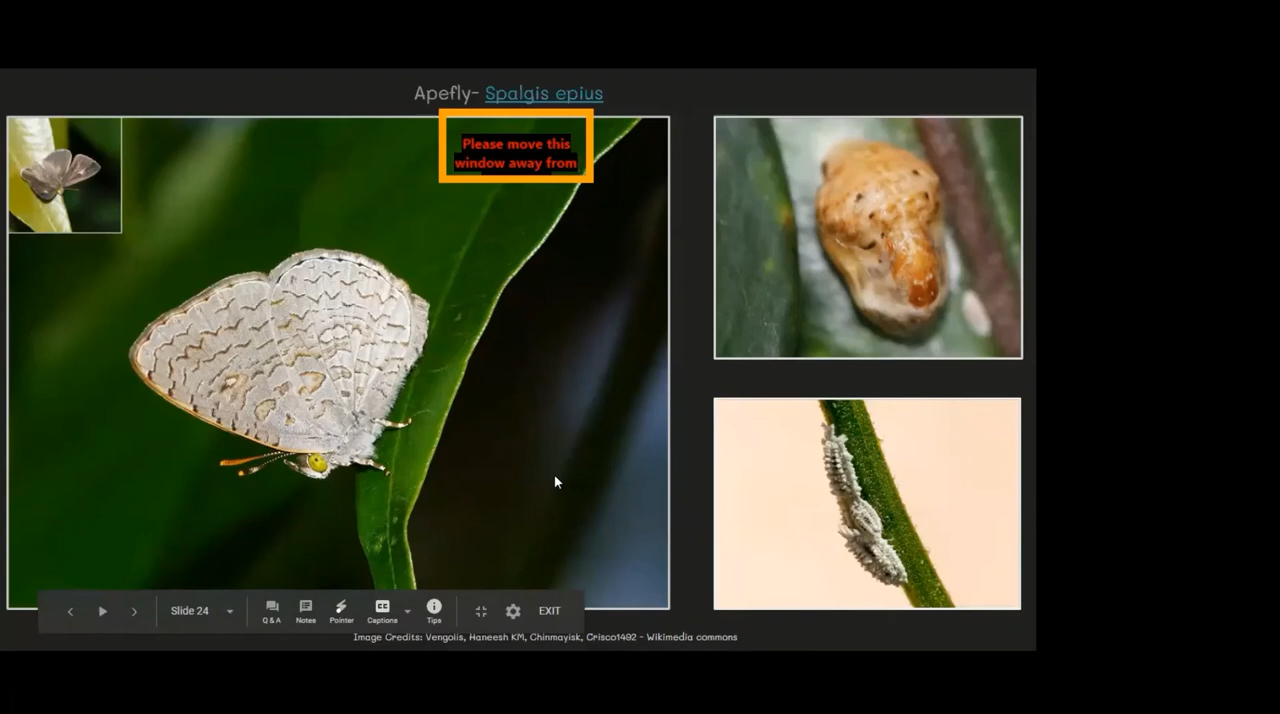 Apefly- Spalgis epius
Please move this
window away from
Slide 24
Q & A
Notes
Pointer
CC
Captions
Tips
EXIT
Image Credits: Vengolis, Haneesh KM, Chinmayisk, Crisco1492 - Wikimedia commons